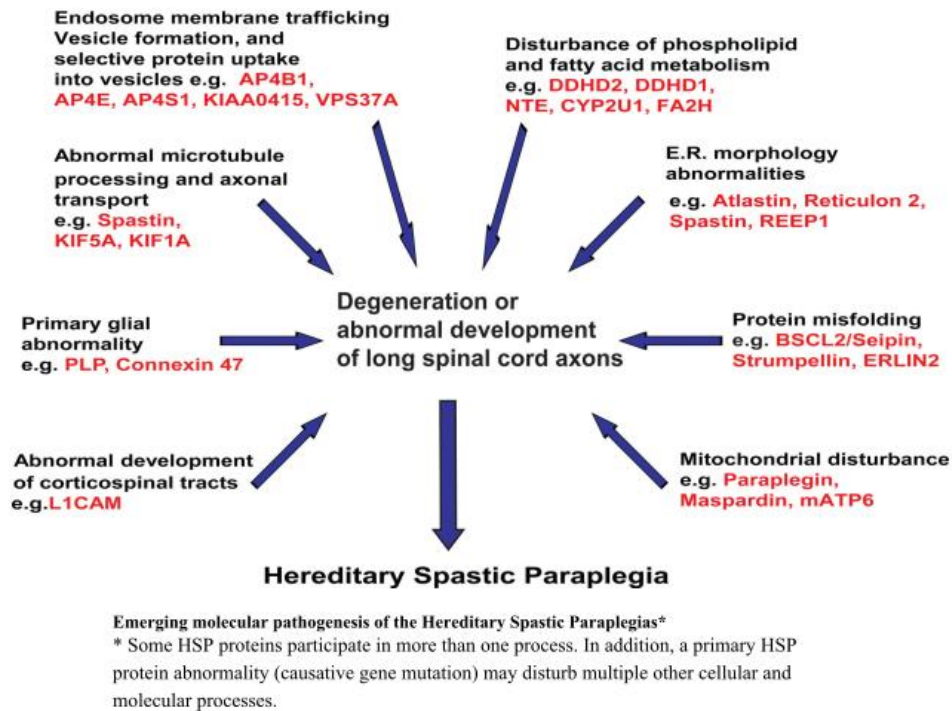 Endosome membrane trafficking
Vesicle formation, and
selective protein uptake
into vesicles e.g. AP4B1,
AP4E, AP4S1, KIAA0415, VPS37A
Disturbance of phospholipid
and fatty acid metabolism
e.g. DDHD2, DDHD1,
NTE, CYP2U1, FA2H
Abnormal microtubule
processing and axonal
transport
e.g. Spastin,
KIF5A, KIF1A
E.R. morphology
abnormalities
e.g. Atlastin, Reticulon 2,
Spastin, REEP1
Primary glial
abnormality
e.g. PLP, Connexin 47
Degeneration or
abnormal development
of long spinal cord axons
Protein misfolding
e.g. BSCL2/Seipin,
Strumpellin, ERLIN2
Abnormal development
of corticospinal tracts
e.g.L1CAM
Mitochondrial disturbance
e.g. Paraplegin,
Maspardin, mATP6
Hereditary Spastic Paraplegia
Emerging molecular pathogenesis of the Hereditary Spastic Paraplegias*
* Some HSP proteins participate in more than one process. In addition, a primary HSP
protein abnormality (causative gene mutation) may disturb multiple other cellular and
molecular processes.